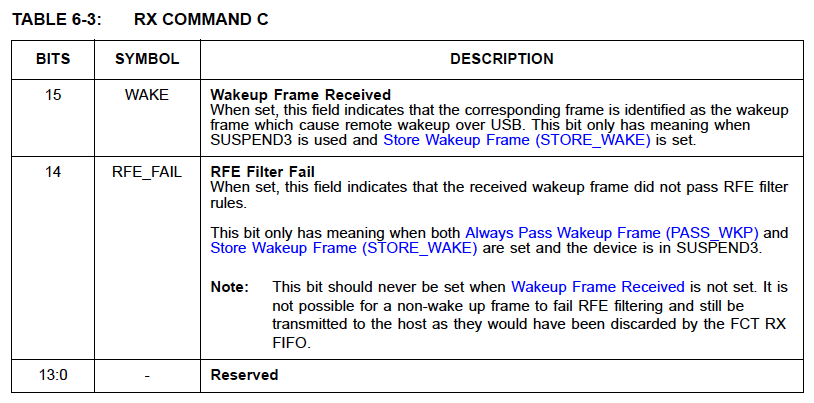 TABLE 6-3: RX COMMAND C
BITS SYMBOL DESCRIPTION
15 WAKE Wakeup Frame Received
When set, this field indicates that the corresponding frame is identified as the wakeup
frame which cause remote wakeup over USB. This bit only has meaning when
SUSPEND3 is used and Store Wakeup Frame (STORE_WAKE) is set.
14 RFE_FAIL RFE Filter Fail
When set, this field indicates that the received wakeup frame did not pass RFE filter
rules.
This bit only has meaning when both Always Pass Wakeup Frame (PASS_WKP) and
Store Wakeup Frame (STORE_WAKE) are set and the device is in SUSPEND3.
Note: This bit should never be set when Wakeup Frame Received is not set. It is
not possible for a non-wake up frame to fail RFE filtering and still be
transmitted to the host as they would have been discarded by the FCT RX
FIFO.
13:0 - Reserved